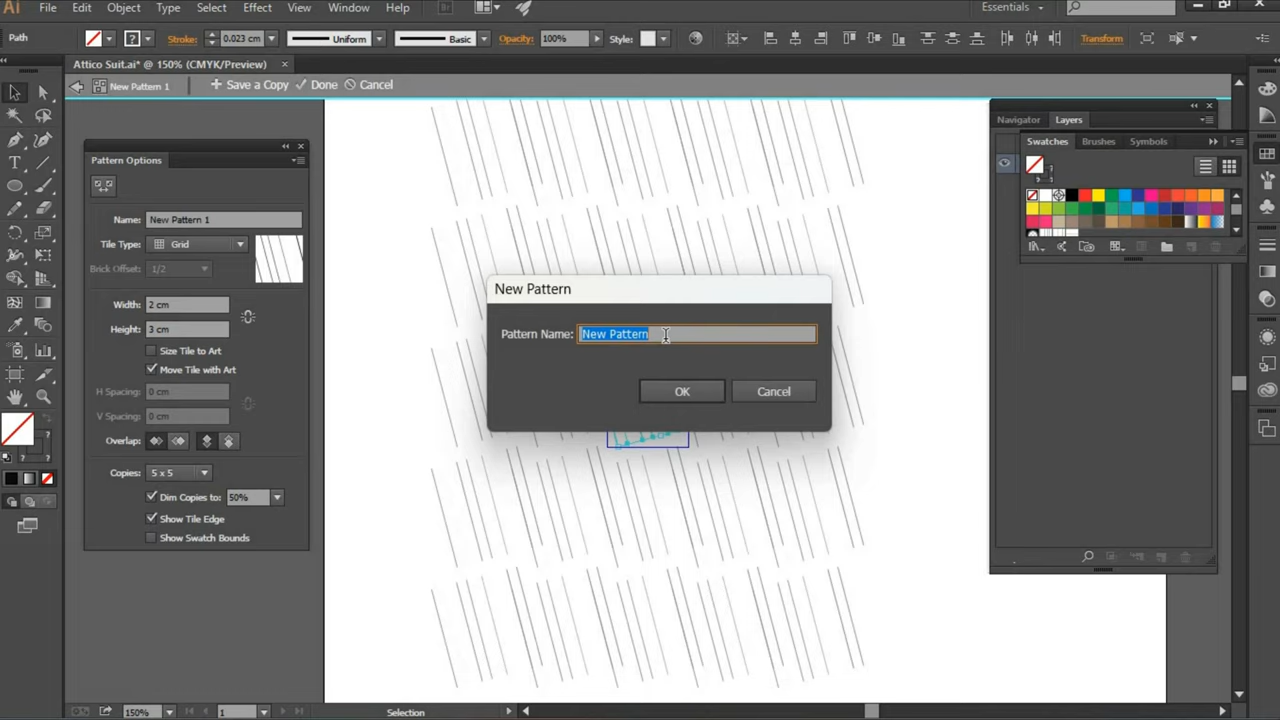 Ai File Edit Object Type Select Effect View Window Help Br Essentials
Path Stroke: 0.023 cm Uniform Basic Opacity: 100% Style: Transform
Attico Suit.ai* @ 150% (CMYK/Preview)
New Pattern 1 Save a Copy Done Cancel
Navigator Layers
Swatches Brushes Symbols
Pattern Options
Name: New Pattern 1
Tile Type: Grid
Brick Offset: 1/2
Width: 2 cm
Height: 3 cm
Size Tile to Art
Move Tile with Art
H Spacing: 0 cm
V Spacing: 0 cm
Overlap:
Copies: 5 x 5
Dim Copies to: 50%
Show Tile Edge
Show Swatch Bounds
New Pattern
Pattern Name: New Pattern
OK Cancel
150% 1 Selection